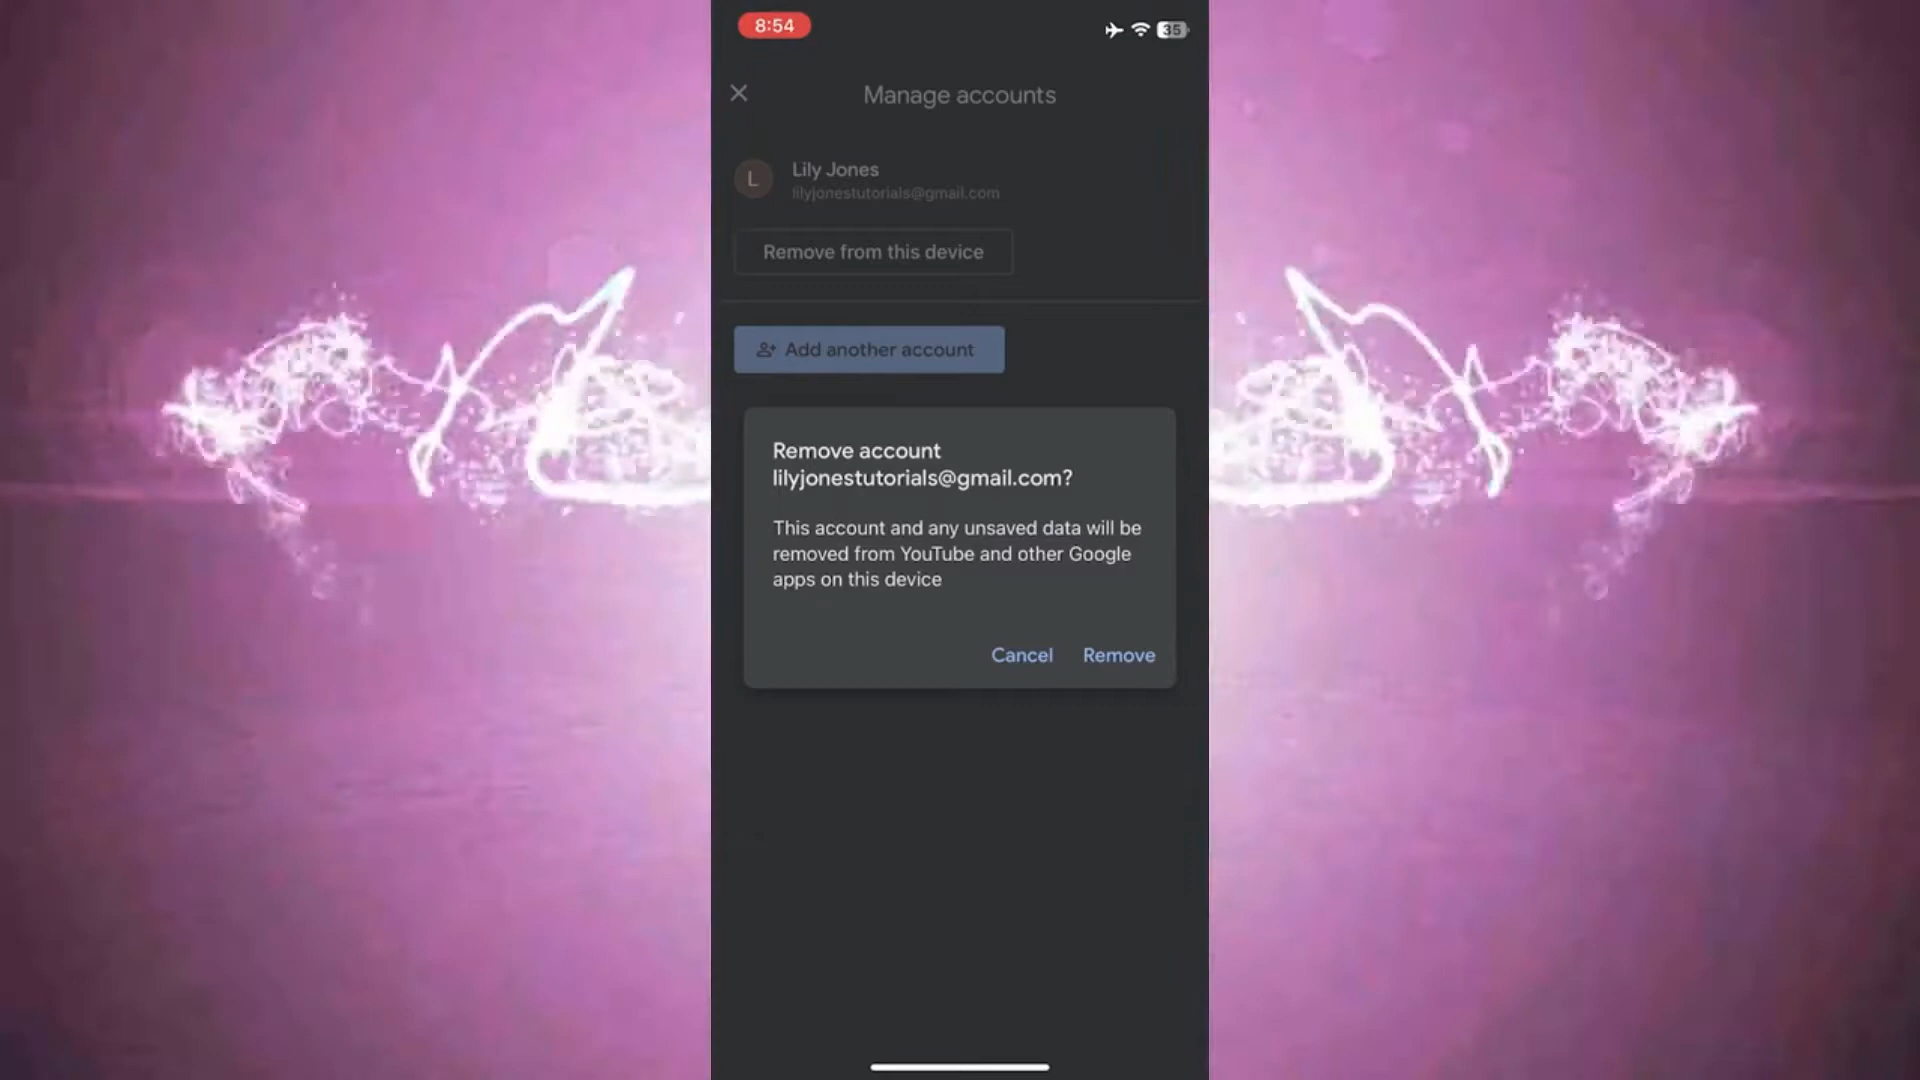 8:54
35
Manage accounts
L
Lily Jones
lilyjonestutorials@gmail.com
Remove from this device
Add another account
Remove account
lilyjonestutorials@gmail.com?
This account and any unsaved data will be
removed from YouTube and other Google
apps on this device
Cancel Remove